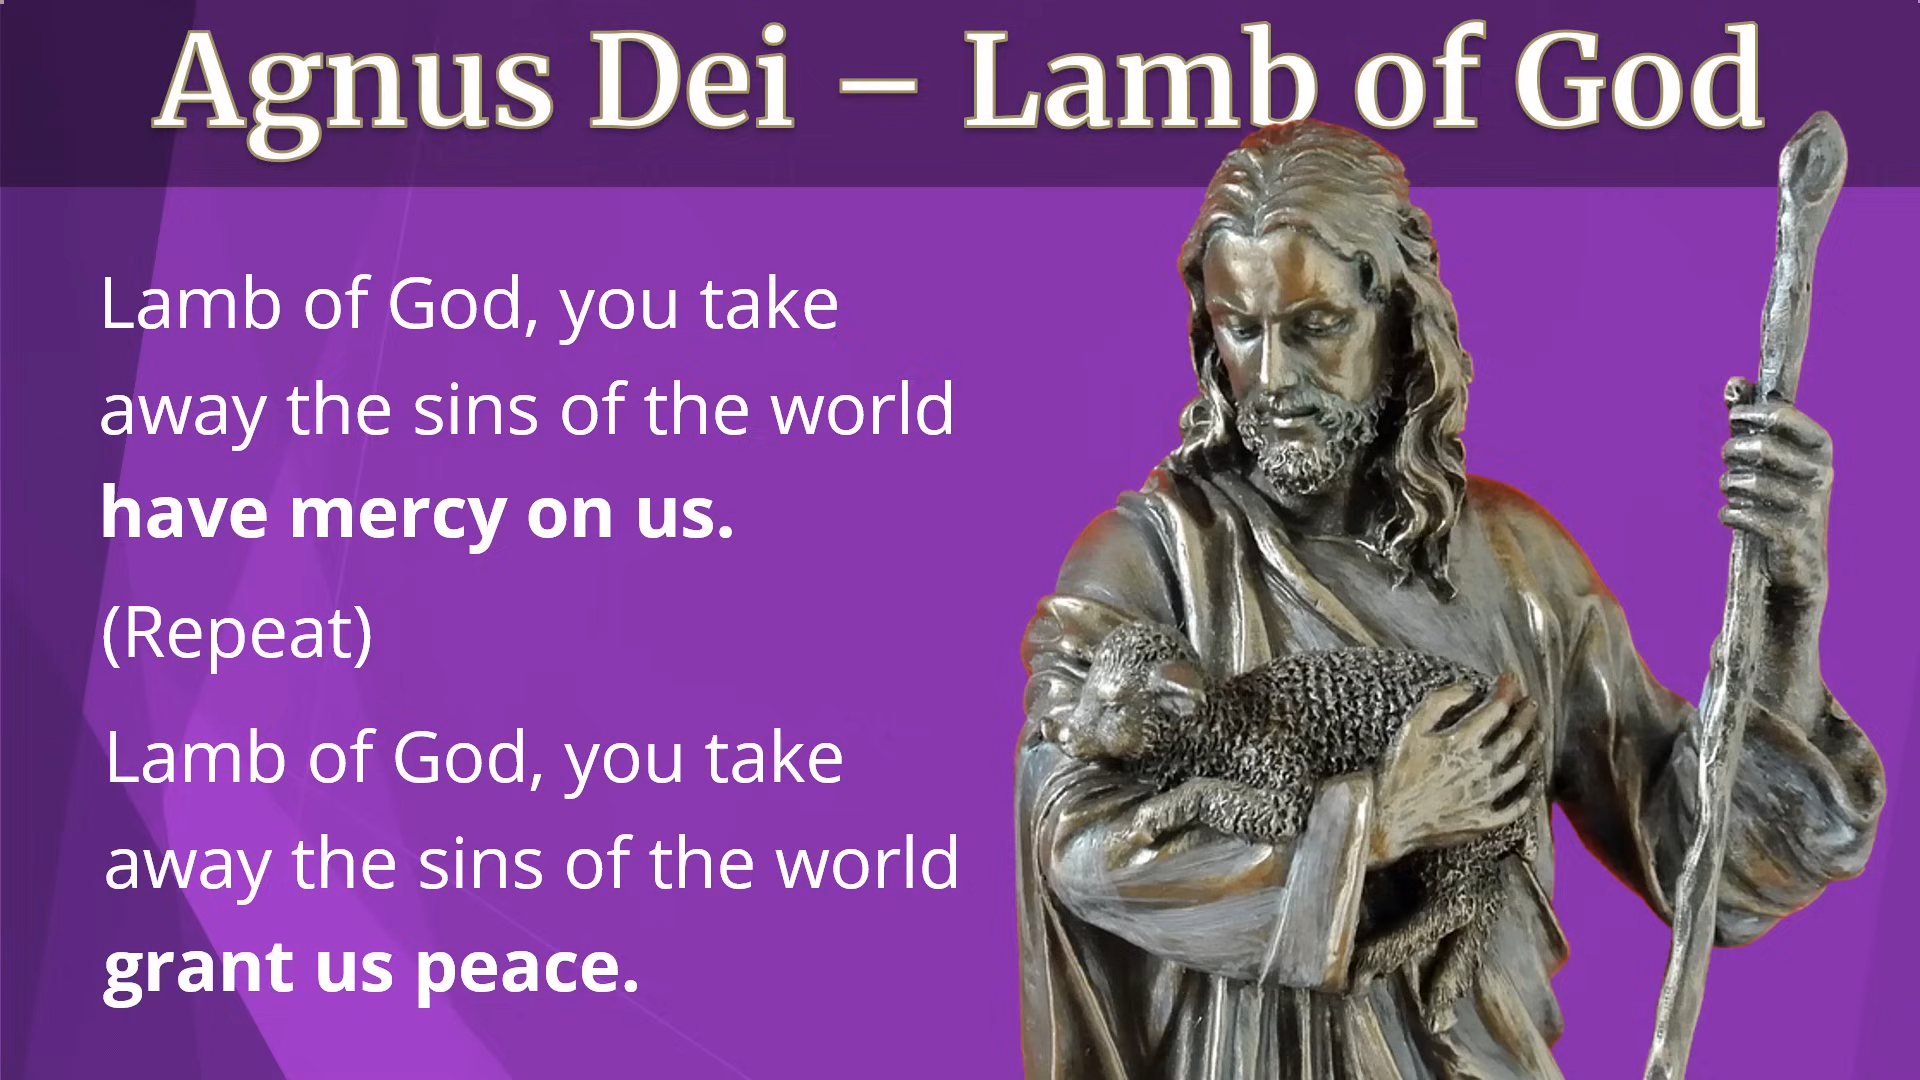 Agnus Dei – Lamb of God
Lamb of God, you take
away the sins of the world
have mercy on us.
(Repeat)
Lamb of God, you take
away the sins of the world
grant us peace.